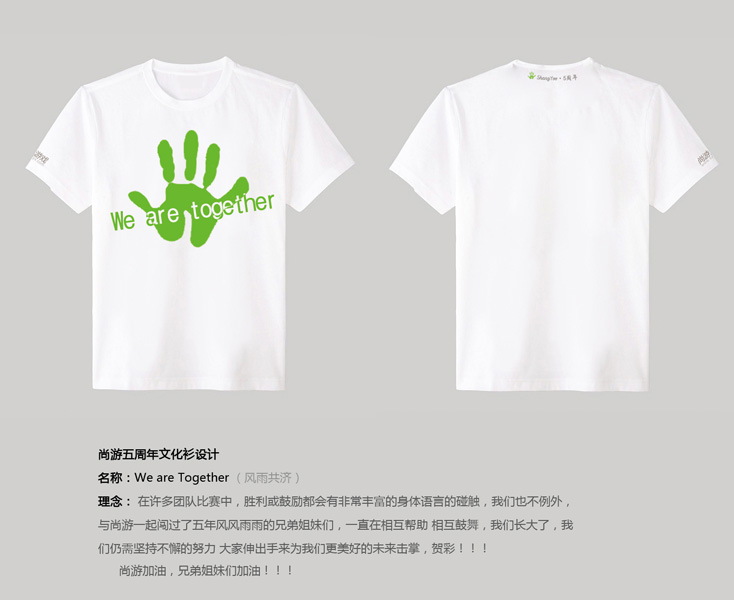 We are together
ShangYoo · 5周年
尚游
尚游五周年文化衫设计
名称：We are Together （风雨共济）
理念： 在许多团队比赛中，胜利或鼓励都会有非常丰富的身体语言的碰触，我们也不例外，
与尚游一起闯过了五年风风雨雨的兄弟姐妹们，一直在相互帮助 相互鼓舞，我们长大了，我
们仍需坚持不懈的努力 大家伸出手来为我们更美好的未来击掌，贺彩！！！
尚游加油，兄弟姐妹们加油！！！